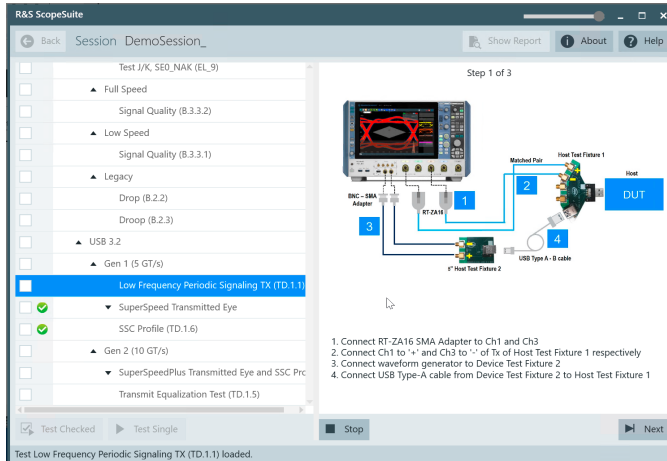 R&S ScopeSuite
Back
Session DemoSession_
Show Report
About
Help
Test J/K, SE0_NAK (EL_9)
Full Speed
Signal Quality (B.3.3.2)
Low Speed
Signal Quality (B.3.3.1)
Legacy
Drop (B.2.2)
Droop (B.2.3)
USB 3.2
Gen 1 (5 GT/s)
Low Frequency Periodic Signaling TX (TD.1.1)
SuperSpeed Transmitted Eye
SSC Profile (TD.1.6)
Gen 2 (10 GT/s)
SuperSpeedPlus Transmitted Eye and SSC Prc
Transmit Equalization Test (TD.1.5)
Test Checked
Test Single
Step 1 of 3
Matched Pair
Host Test Fixture 1
Host
DUT
2
1
BNC – SMA
Adapter
RT-ZA16
3
4
USB Type A - B cable
Host Test Fixture 2
1. Connect RT-ZA16 SMA Adapter to Ch1 and Ch3
2. Connect Ch1 to '+' and Ch3 to '-' of Tx of Host Test Fixture 1 respectively
3. Connect waveform generator to Device Test Fixture 2
4. Connect USB Type-A cable from Device Test Fixture 2 to Host Test Fixture 1
Stop
Next
Test Low Frequency Periodic Signaling TX (TD.1.1) loaded.